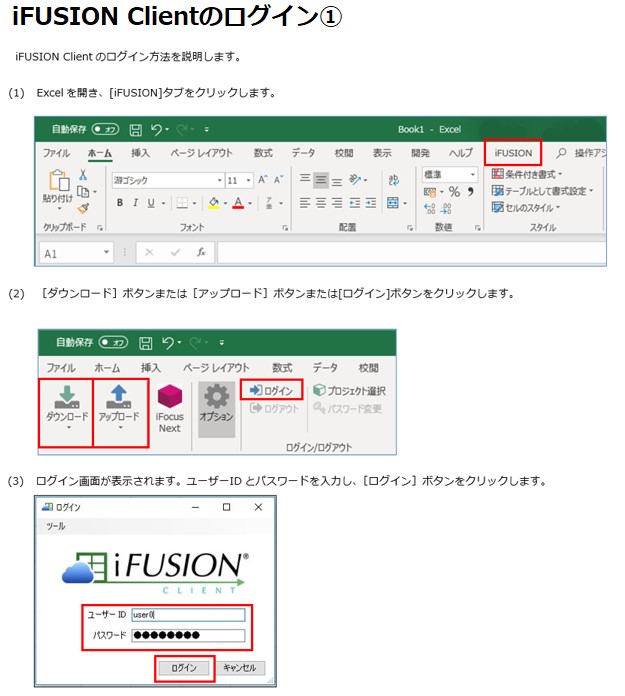 iFUSION Clientのログイン①
iFUSION Client のログイン方法を説明します。
(1) Excel を開き、[iFUSION]タブをクリックします。
自動保存 オフ Book1 - Excel
ファイル ホーム 挿入 ページ レイアウト 数式 データ 校閲 表示 開発 ヘルプ iFUSION 操作アシ
貼り付け 游ゴシック 11 A A 標準 条件付き書式
B I U A % 9 テーブルとして書式設定
セルのスタイル
クリップボード フォント 配置 数値 スタイル
A1 fx
(2) ［ダウンロード］ボタンまたは［アップロード］ボタンまたは[ログイン]ボタンをクリックします。
自動保存 オフ
ファイル ホーム 挿入 ページ レイアウト 数式 データ 校閲
ダウンロード アップロード iFocus Next オプション ログイン プロジェクト選択
ログアウト パスワード変更
ログイン/ログアウト
(3) ログイン画面が表示されます。ユーザーID とパスワードを入力し、［ログイン］ボタンをクリックします。
ログイン
ツール
iFUSION®
CLIENT
ユーザー ID user0
パスワード ●●●●●●●●
ログイン キャンセル